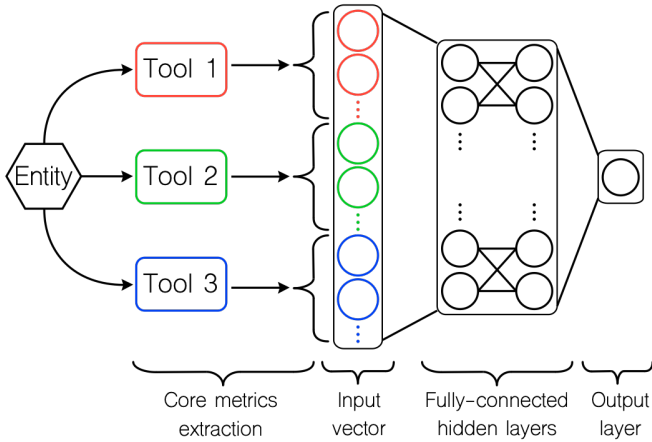 Entity
Tool 1
Tool 2
Tool 3
Core metrics
extraction
Input
vector
Fully-connected
hidden layers
Output
layer